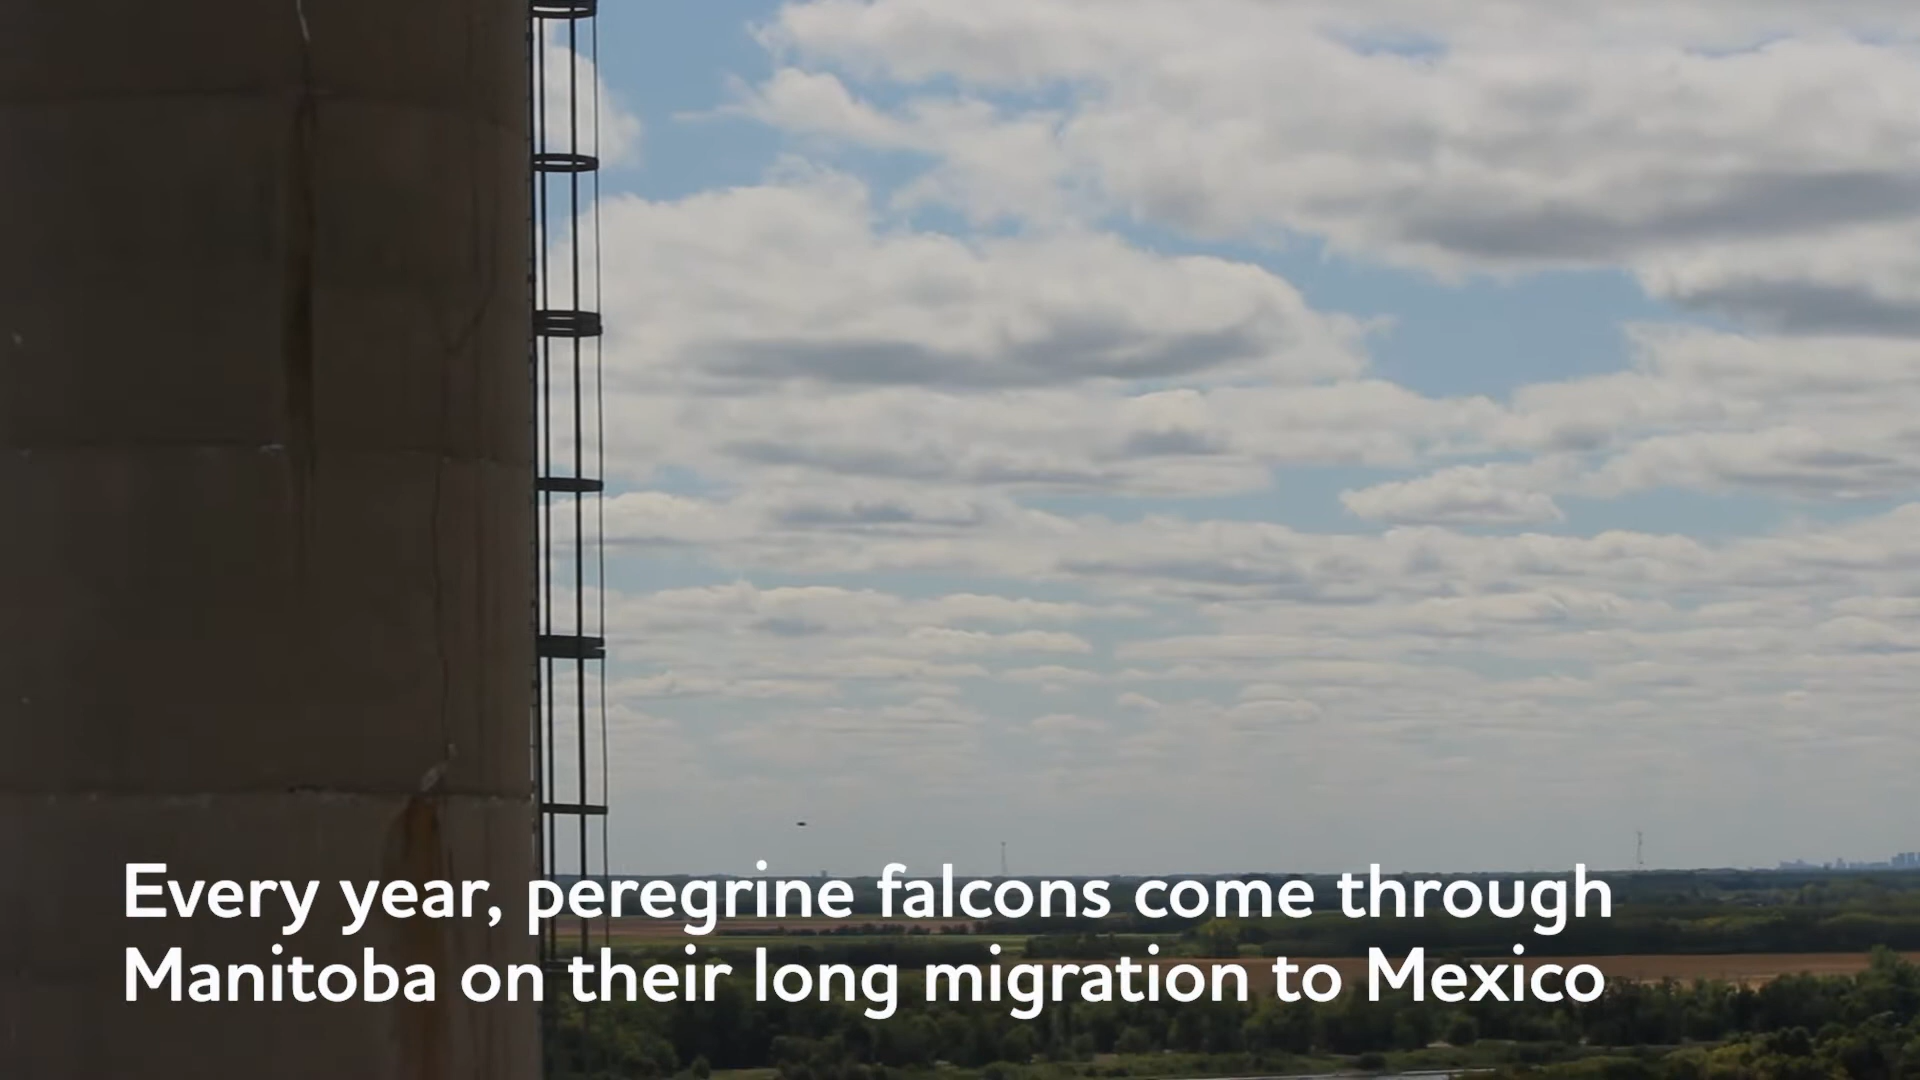 Every year, peregrine falcons come through
Manitoba on their long migration to Mexico